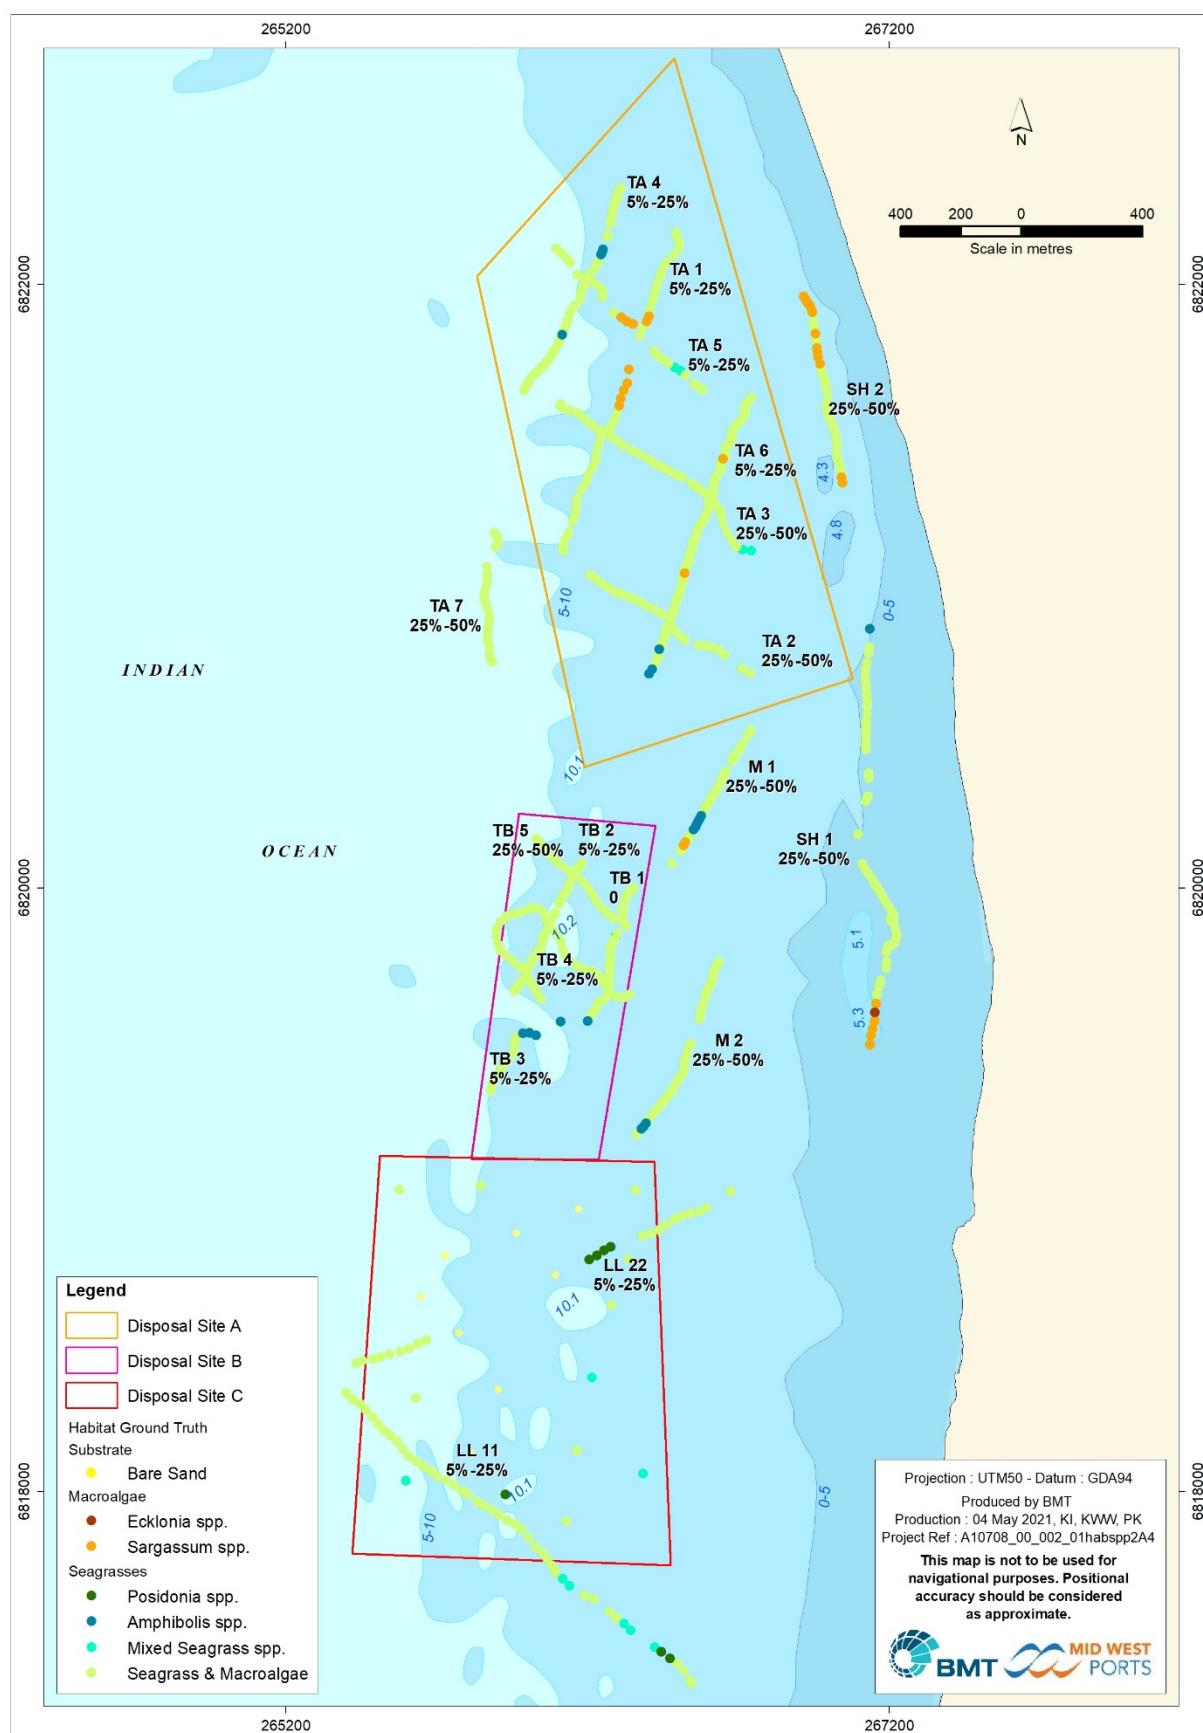 265200
267200
N
400 200 0 400
Scale in metres
6822000
6822000
TA 4
5%-25%
TA 1
5%-25%
TA 5
5%-25%
SH 2
25%-50%
TA 6
5%-25%
4.3
TA 3
25%-50%
4.8
5-10
0-5
TA 7
25%-50%
TA 2
25%-50%
INDIAN
10.1
M 1
25%-50%
TB 5
25%-50%
TB 2
5%-25%
OCEAN
SH 1
25%-50%
TB 1
0
6820000
6820000
10.2
5.1
TB 4
5%-25%
5.3
M 2
25%-50%
TB 3
5%-25%
LL 22
5%-25%
10.1
LL 11
5%-25%
10.1
5-10
0-5
6818000
6818000
Legend
Disposal Site A
Disposal Site B
Disposal Site C
Habitat Ground Truth
Substrate
Bare Sand
Macroalgae
Ecklonia spp.
Sargassum spp.
Seagrasses
Posidonia spp.
Amphibolis spp.
Mixed Seagrass spp.
Seagrass & Macroalgae
Projection : UTM50 - Datum : GDA94
Produced by BMT
Production : 04 May 2021, KI, KWW, PK
Project Ref : A10708_00_002_01habspp2A4
This map is not to be used for
navigational purposes. Positional
accuracy should be considered
as approximate.
BMT
MID WEST
PORTS
265200
267200